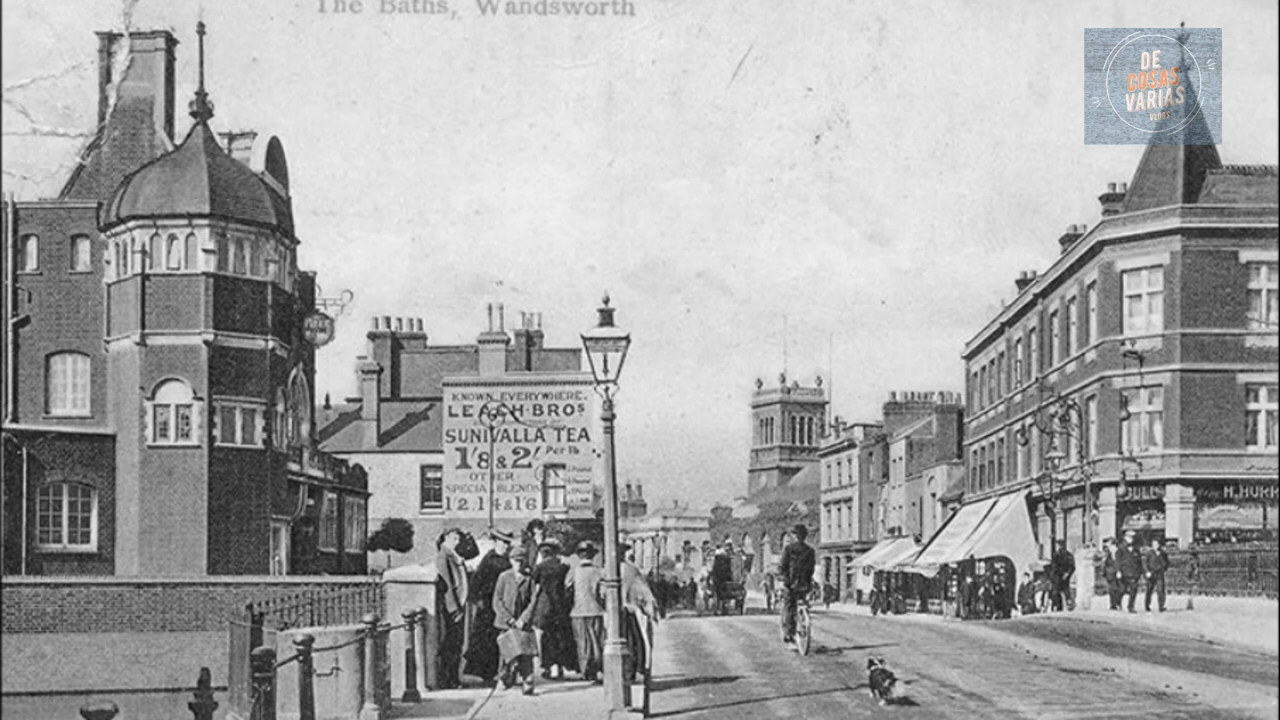 The Baths, Wandsworth
DE
COSAS
VARIAS
VLOGS
KNOWN EVERYWHERE.
LEACH BROS
SUNIVALLA TEA
1'8 & 2' Per lb
OTHER
SPECIAL BLENDS
1'2, 1'4 & 1'6